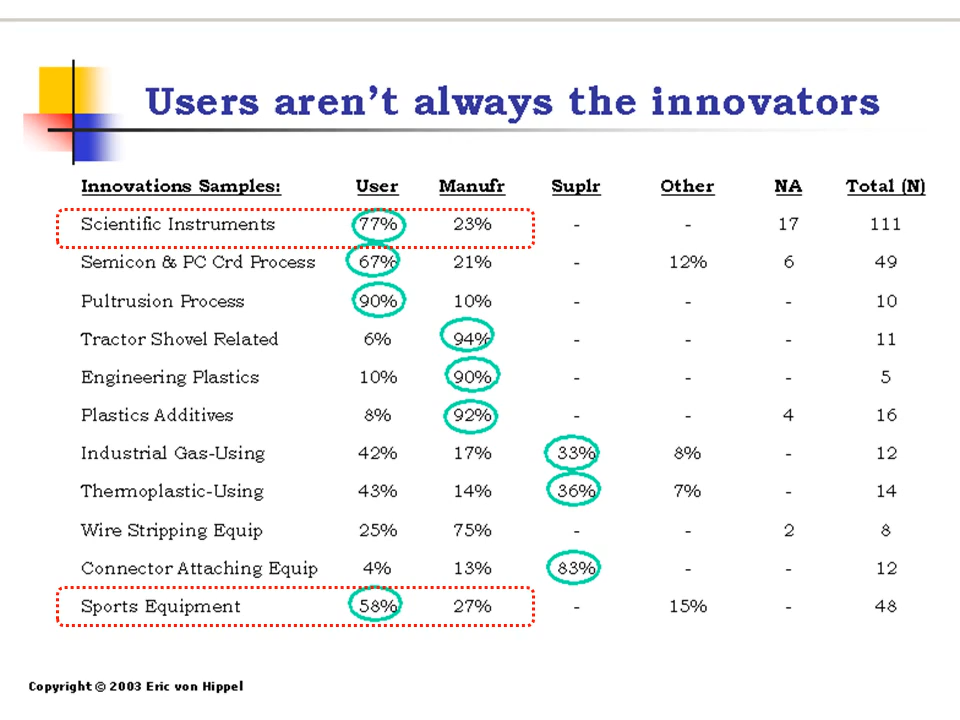 Users aren't always the innovators
Innovations Samples: User Manufr Suplr Other NA Total (N)
Scientific Instruments 77% 23% - - 17 111
Semicon & PC Crd Process 67% 21% - 12% 6 49
Pultrusion Process 90% 10% - - - 10
Tractor Shovel Related 6% 94% - - - 11
Engineering Plastics 10% 90% - - - 5
Plastics Additives 8% 92% - - 4 16
Industrial Gas-Using 42% 17% 33% 8% - 12
Thermoplastic-Using 43% 14% 36% 7% - 14
Wire Stripping Equip 25% 75% - - 2 8
Connector Attaching Equip 4% 13% 83% - - 12
Sports Equipment 58% 27% - 15% - 48
Copyright © 2003 Eric von Hippel